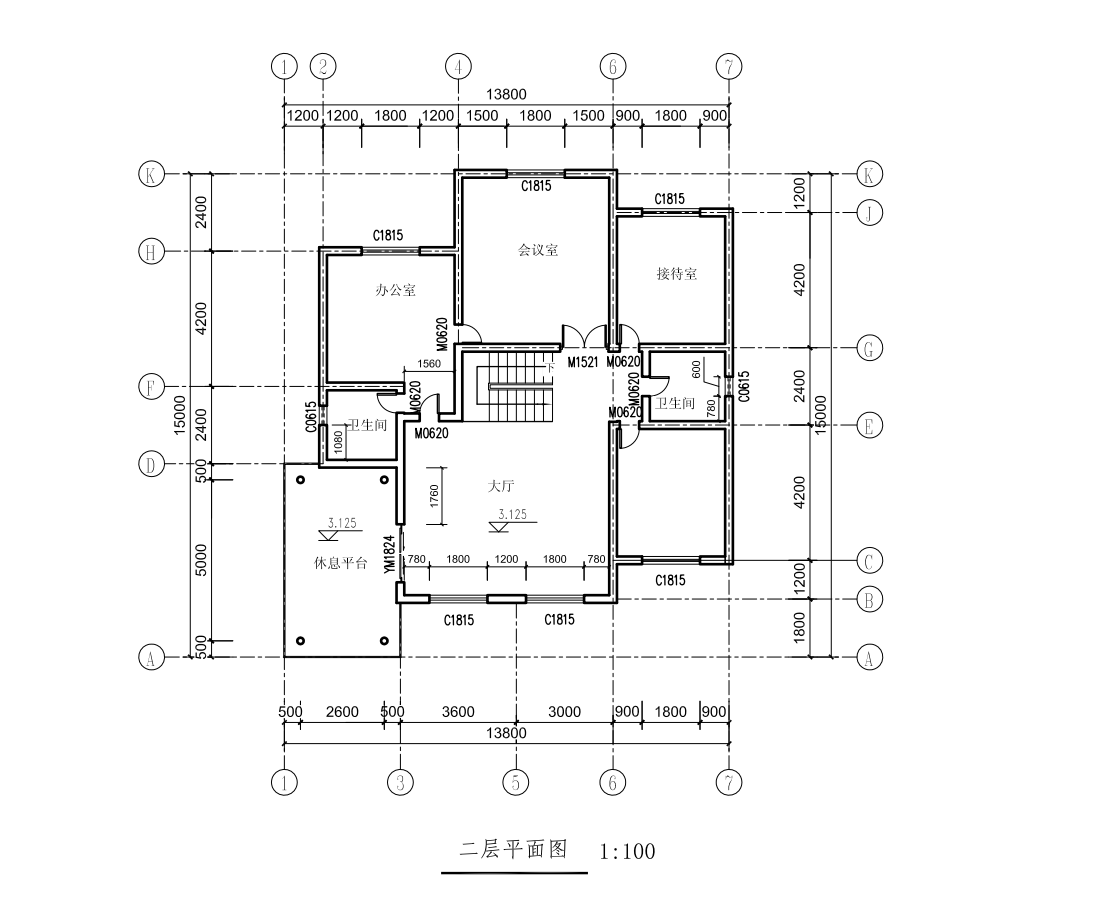 1 2 4 6 7
13800
1200 1200 1800 1200 1500 1800 1500 900 1800 900
K K
C1815
C1815 J
2400 1200
C1815
H
会议室
接待室
办公室
4200 4200
M0620
G
1560 M1521 M0620
下
600
F
M0620 M0620 C0615
2400
15000 15000
C0615 卫生间 780
M0620
卫生间
2400 M0620 E
1080
D
500
大厅
1760
4200
3.125 3.125
YM1824
休息平台
5000
780 1800 1200 1800 780
C
C1815
1200
B
C1815 C1815
1800
500
A A
500 2600 500 3600 3000 900 1800 900
13800
1 3 5 6 7
二层平面图 1:100